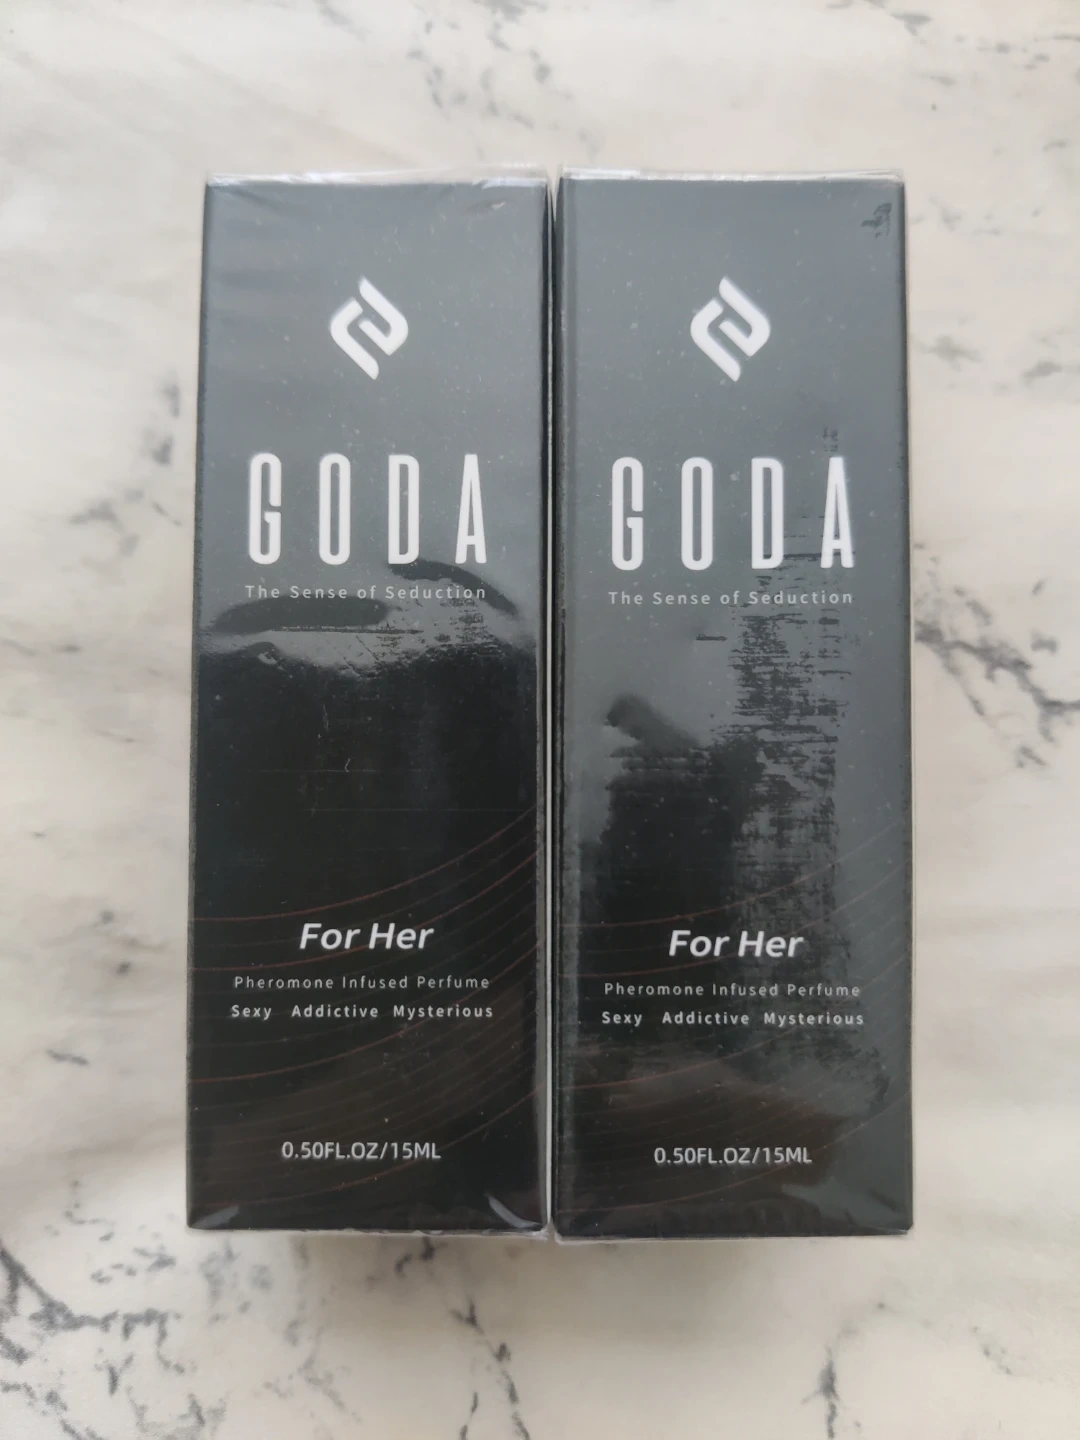 GODA
The Sense of Seduction
For Her
Pheromone Infused Perfume
Sexy Addictive Mysterious
0.50FL.OZ/15ML
GODA
The Sense of Seduction
For Her
Pheromone Infused Perfume
Sexy Addictive Mysterious
0.50FL.OZ/15ML